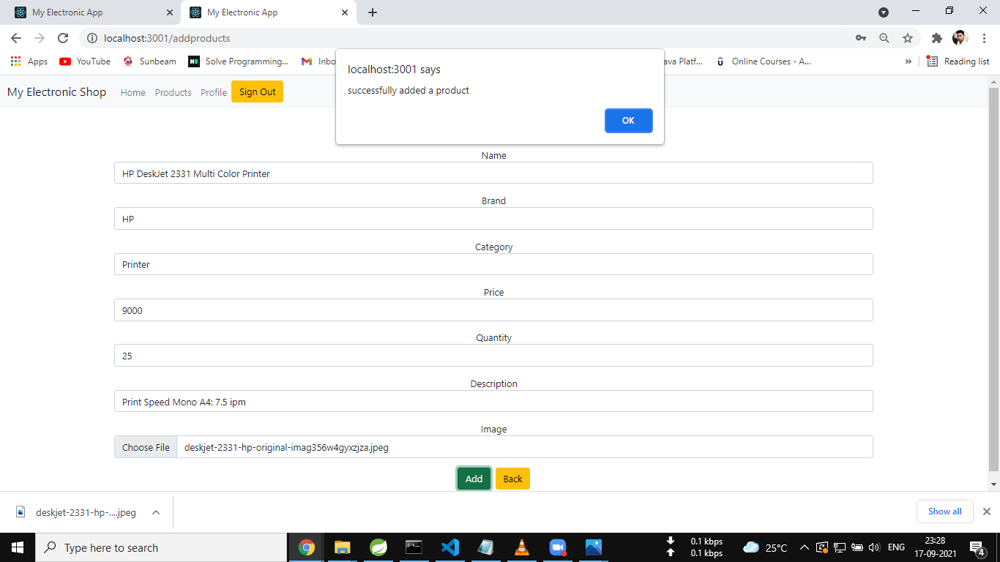 My Electronic App
My Electronic App
localhost:3001/addproducts
Apps YouTube Sunbeam Solve Programming... Inbo ava Platf... Online Courses - A... » Reading list
localhost:3001 says
successfully added a product
OK
My Electronic Shop Home Products Profile Sign Out
Name
HP DeskJet 2331 Multi Color Printer
Brand
HP
Category
Printer
Price
9000
Quantity
25
Description
Print Speed Mono A4: 7.5 ipm
Image
Choose File deskjet-2331-hp-original-imag356w4gyxzjza.jpeg
Add Back
deskjet-2331-hp-....jpeg Show all
Type here to search
0.1 kbps
0.1 kbps
25°C ENG
23:28
17-09-2021
4